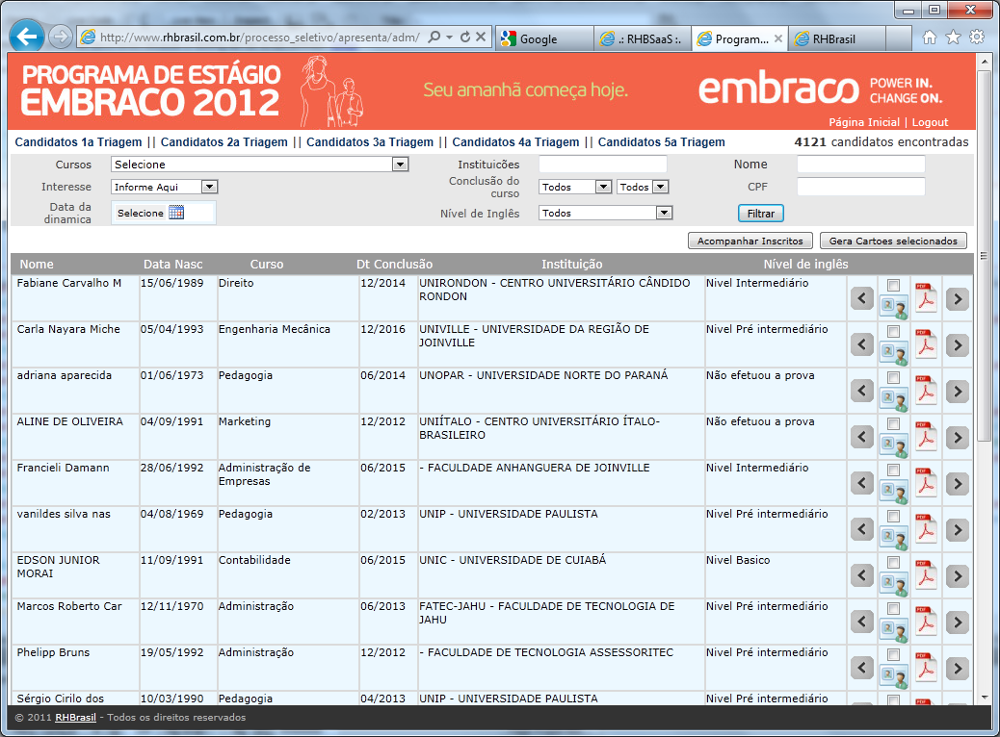 http://www.rhbrasil.com.br/processo_seletivo/apresenta/adm/
Google
.: RHBSaaS :.
Program...
RHBrasil
PROGRAMA DE ESTÁGIO
EMBRACO 2012
Seu amanhã começa hoje.
embraco
POWER IN.
CHANGE ON.
Página Inicial | Logout
Candidatos 1a Triagem || Candidatos 2a Triagem || Candidatos 3a Triagem || Candidatos 4a Triagem || Candidatos 5a Triagem
4121 candidatos encontradas
Cursos Selecione Instituicões Nome
Interesse Informe Aqui Conclusão do curso Todos Todos CPF
Data da dinamica Selecione Nível de Inglês Todos Filtrar
Acompanhar Inscritos Gera Cartoes selecionados
Nome Data Nasc Curso Dt Conclusão Instituição Nível de inglês
Fabiane Carvalho M 15/06/1989 Direito 12/2014 UNIRONDON - CENTRO UNIVERSITÁRIO CÂNDIDO RONDON Nivel Intermediário
Carla Nayara Miche 05/04/1993 Engenharia Mecânica 12/2016 UNIVILLE - UNIVERSIDADE DA REGIÃO DE JOINVILLE Nivel Pré intermediário
adriana aparecida 01/06/1973 Pedagogia 06/2014 UNOPAR - UNIVERSIDADE NORTE DO PARANÁ Não efetuou a prova
ALINE DE OLIVEIRA 04/09/1991 Marketing 12/2012 UNIÍTALO - CENTRO UNIVERSITÁRIO ÍTALO-BRASILEIRO Não efetuou a prova
Francieli Damann 28/06/1992 Administração de Empresas 06/2015 - FACULDADE ANHANGUERA DE JOINVILLE Nivel Intermediário
vanildes silva nas 04/08/1969 Pedagogia 02/2013 UNIP - UNIVERSIDADE PAULISTA Nivel Pré intermediário
EDSON JUNIOR MORAI 11/09/1991 Contabilidade 06/2015 UNIC - UNIVERSIDADE DE CUIABÁ Nivel Basico
Marcos Roberto Car 12/11/1970 Administração 06/2013 FATEC-JAHU - FACULDADE DE TECNOLOGIA DE JAHU Nivel Pré intermediário
Phelipp Bruns 19/05/1992 Administração 12/2012 - FACULDADE DE TECNOLOGIA ASSESSORITEC Nivel Pré intermediário
Sérgio Cirilo dos 10/03/1990 Pedagogia 04/2013 UNIP - UNIVERSIDADE PAULISTA Nivel Pré intermediário
© 2011 RHBrasil - Todos os direitos reservados